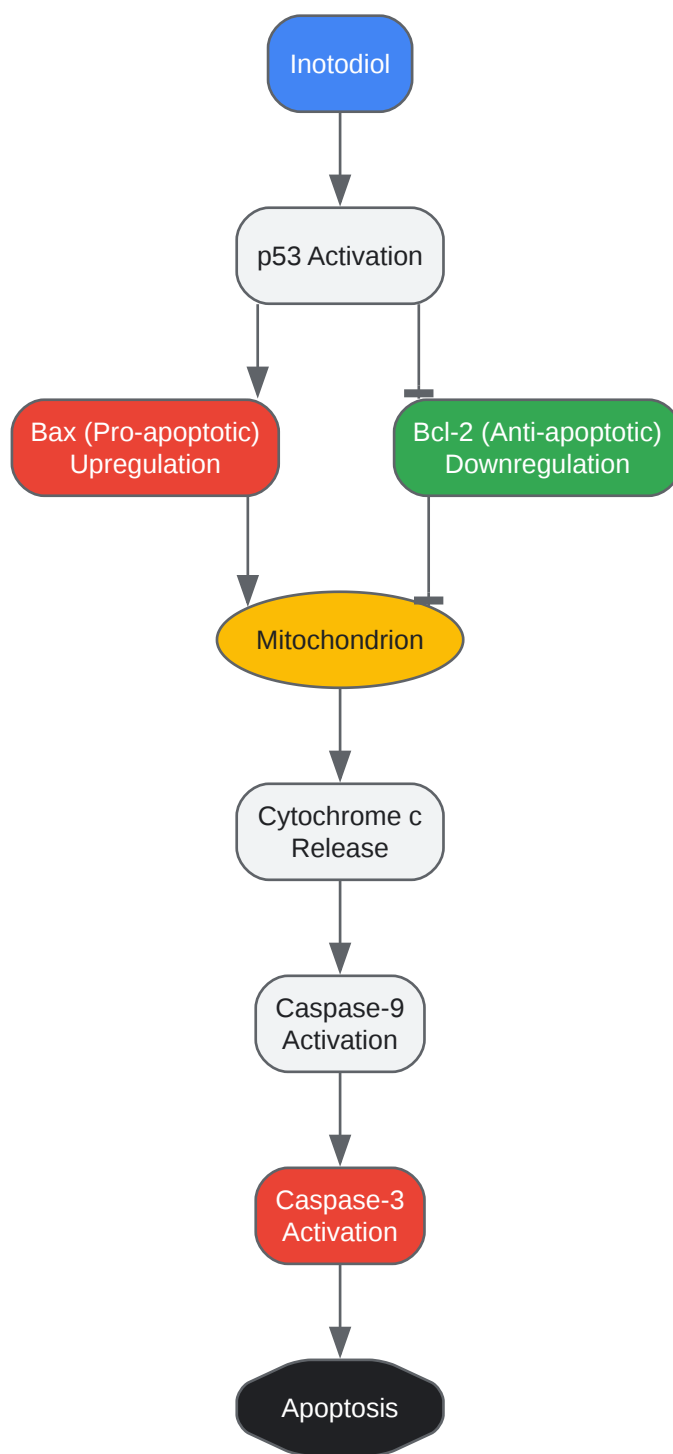 Inotodiol
p53 Activation
Bax (Pro-apoptotic)
Upregulation
Bcl-2 (Anti-apoptotic)
Downregulation
Mitochondrion
Cytochrome c
Release
Caspase-9
Activation
Caspase-3
Activation
Apoptosis